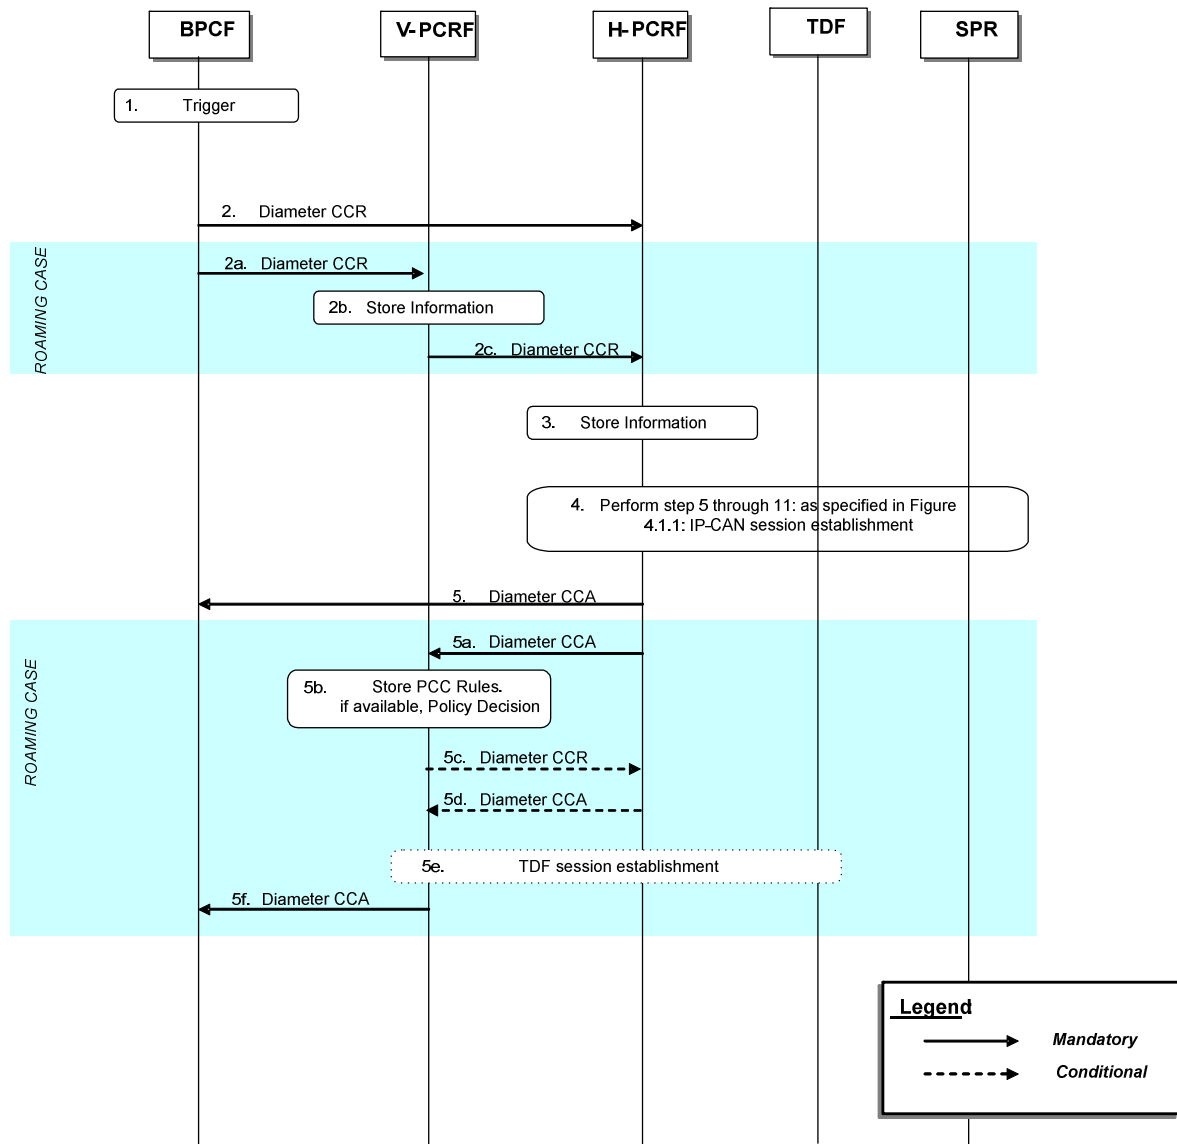 BPCF
V-PCRF
H-PCRF
TDF
SPR
1. Trigger
2. Diameter CCR
ROAMING CASE
2a. Diameter CCR
2b. Store Information
2c. Diameter CCR
3. Store Information
4. Perform step 5 through 11: as specified in Figure
4.1.1: IP-CAN session establishment
5. Diameter CCA
ROAMING CASE
5a. Diameter CCA
5b. Store PCC Rules.
if available, Policy Decision
5c. Diameter CCR
5d. Diameter CCA
5e. TDF session establishment
5f. Diameter CCA
Legend
Mandatory
Conditional